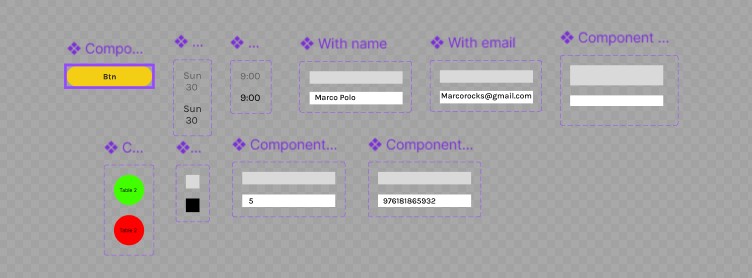 Compo...
...
...
With name
With email
Component ...
Btn
Sun
30
Sun
30
9:00
9:00
Marco Polo
Marcorocks@gmail.com
C...
...
Component...
Component...
Table 2
Table 2
5
976181865932